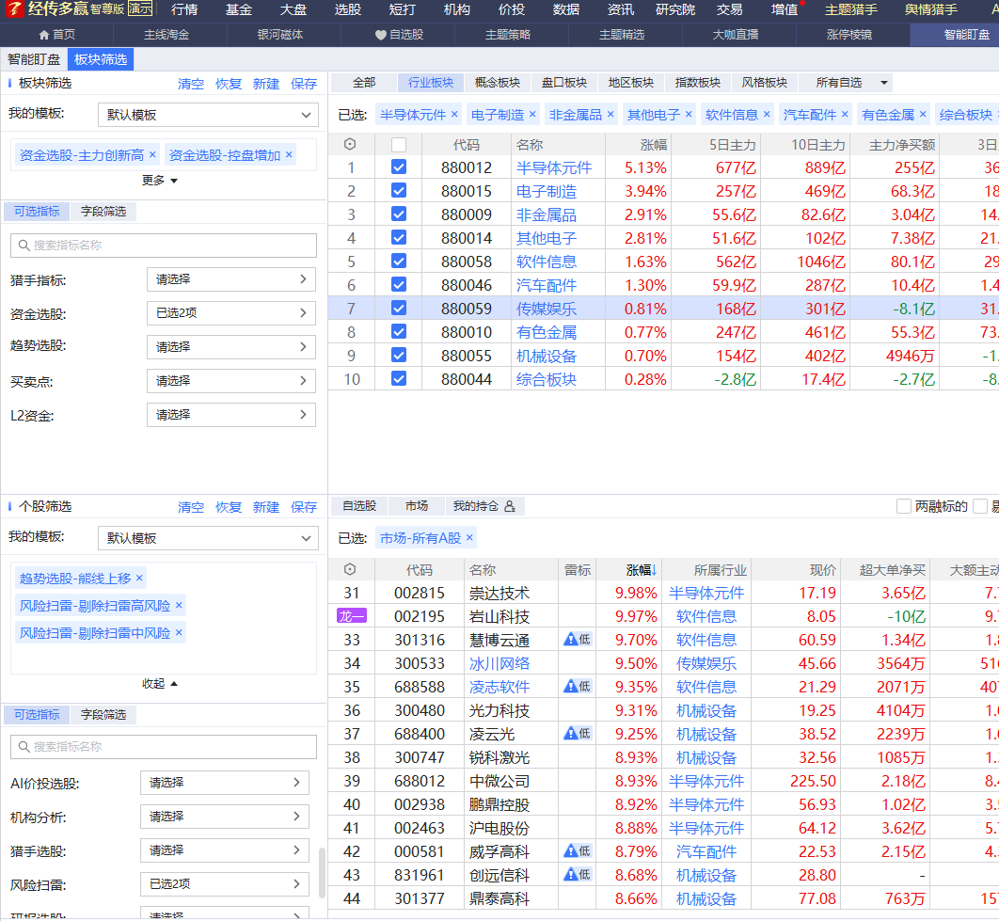 经传多赢 智尊版 演示 行情 基金 大盘 选股 短打 机构 价投 数据 资讯 研究院 交易 增值 主题猎手 舆情猎手
首页 主线淘金 银河磁体 自选股 主题策略 主题精选 大咖直播 涨停棱镜 智能盯盘
智能盯盘 板块筛选
板块筛选 清空 恢复 新建 保存
我的模板: 默认模板
资金选股-主力创新高 × 资金选股-控盘增加 ×
更多
可选指标 字段筛选
搜索指标名称
猎手指标: 请选择
资金选股: 已选2项
趋势选股: 请选择
买卖点: 请选择
L2资金: 请选择
全部 行业板块 概念板块 盘口板块 地区板块 指数板块 风格板块 所有自选
已选: 半导体元件 × 电子制造 × 非金属品 × 其他电子 × 软件信息 × 汽车配件 × 有色金属 × 综合板块
代码 名称 涨幅 5日主力 10日主力 主力净买额 3日
1 880012 半导体元件 5.13% 677亿 889亿 255亿 36
2 880015 电子制造 3.94% 257亿 469亿 68.3亿 18
3 880009 非金属品 2.91% 55.6亿 82.6亿 3.04亿 14.
4 880014 其他电子 2.81% 51.6亿 102亿 7.38亿 21.
5 880058 软件信息 1.63% 562亿 1046亿 80.1亿 29
6 880046 汽车配件 1.30% 59.9亿 287亿 10.4亿 1.4
7 880059 传媒娱乐 0.81% 168亿 301亿 -8.1亿 31.
8 880010 有色金属 0.77% 247亿 461亿 55.3亿 73.
9 880055 机械设备 0.70% 154亿 402亿 4946万 -1.
10 880044 综合板块 0.28% -2.8亿 17.4亿 -2.7亿 -8.
个股筛选 清空 恢复 新建 保存
我的模板: 默认模板
趋势选股-熊线上移 ×
风险扫雷-剔除扫雷高风险 ×
风险扫雷-剔除扫雷中风险 ×
收起
可选指标 字段筛选
搜索指标名称
AI价投选股: 请选择
机构分析: 请选择
猎手选股: 请选择
风险扫雷: 已选2项
研报选股: 请选择
自选股 市场 我的持仓 两融标的
已选: 市场-所有A股 ×
代码 名称 雷标 涨幅↓ 所属行业 现价 超大单净买 大额主动
31 002815 崇达技术 9.98% 半导体元件 17.19 3.65亿 7.
龙一 002195 岩山科技 9.97% 软件信息 8.05 -10亿 9.
33 301316 慧博云通 低 9.70% 软件信息 60.59 1.34亿 1.8
34 300533 冰川网络 9.50% 传媒娱乐 45.66 3564万 516
35 688588 凌志软件 低 9.35% 软件信息 21.29 2071万 407
36 300480 光力科技 9.31% 机械设备 19.25 4104万 1.
37 688400 凌云光 低 9.25% 机械设备 38.52 2239万 1.
38 300747 锐科激光 8.93% 机械设备 32.56 1085万 1.
39 688012 中微公司 8.93% 半导体元件 225.50 2.18亿 8.4
40 002938 鹏鼎控股 8.92% 半导体元件 56.93 1.02亿 3.
41 002463 沪电股份 8.88% 半导体元件 64.12 3.62亿 5.
42 000581 威孚高科 低 8.79% 汽车配件 22.53 2.15亿 4.
43 831961 创远信科 低 8.68% 机械设备 28.80 -
44 301377 鼎泰高科 8.66% 机械设备 77.08 763万 15